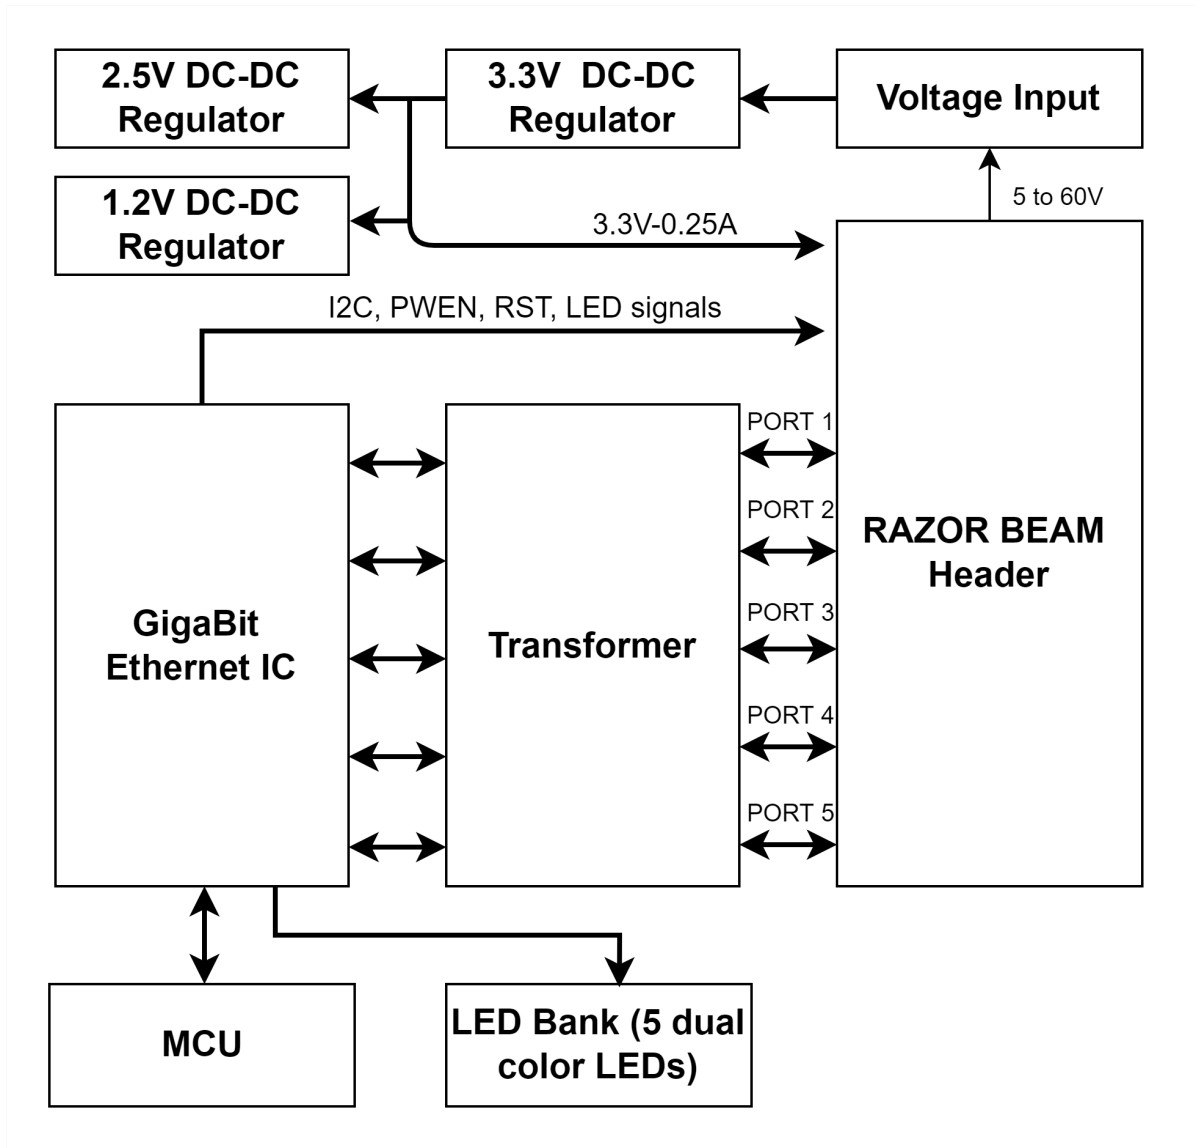 2.5V DC-DC
Regulator
3.3V DC-DC
Regulator
Voltage Input
1.2V DC-DC
Regulator
5 to 60V
3.3V-0.25A
I2C, PWEN, RST, LED signals
GigaBit
Ethernet IC
Transformer
PORT 1
PORT 2
PORT 3
PORT 4
PORT 5
RAZOR BEAM
Header
MCU
LED Bank (5 dual
color LEDs)